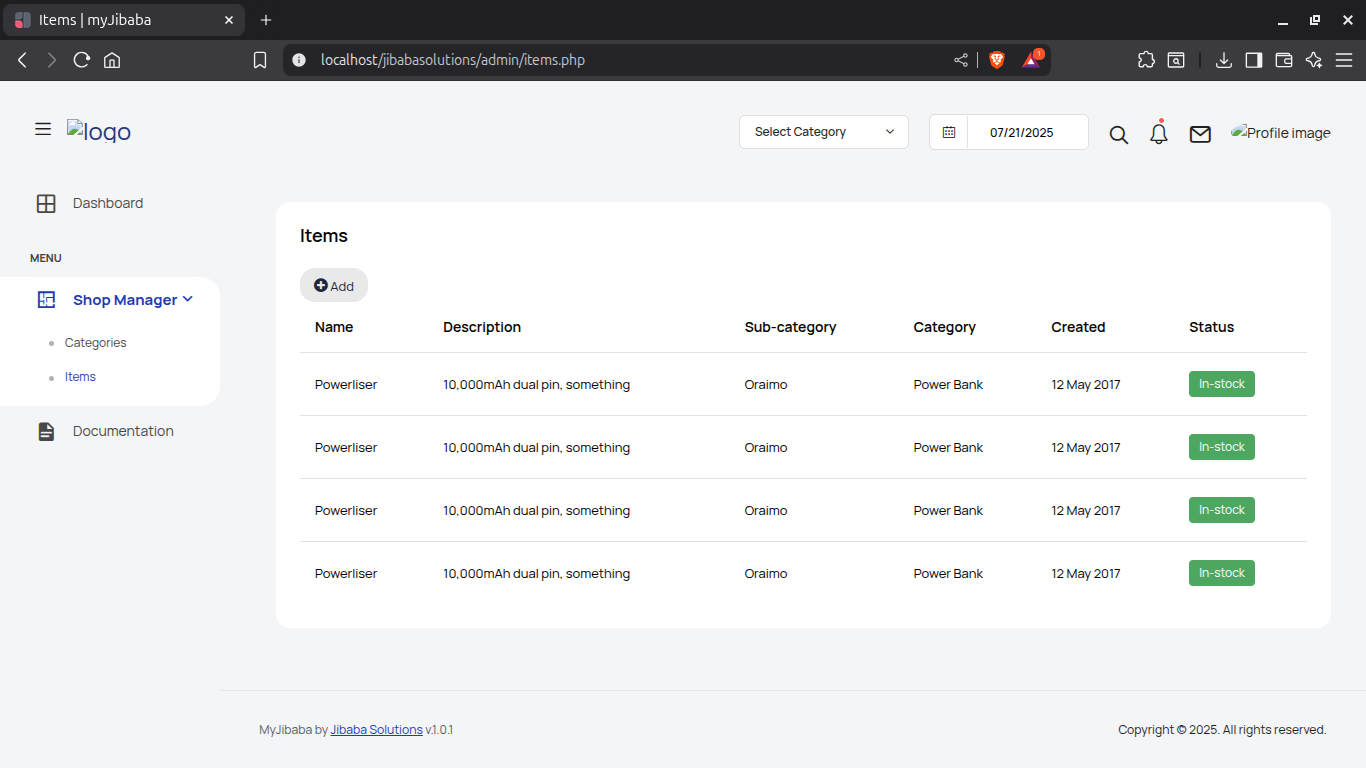 Items | myJibaba
localhost/jibabasolutions/admin/items.php
1
logo
Select Category
07/21/2025
Profile image
Dashboard
MENU
Shop Manager
Categories
Items
Documentation
Items
Add
Name Description Sub-category Category Created Status
Powerliser 10,000mAh dual pin, something Oraimo Power Bank 12 May 2017 In-stock
Powerliser 10,000mAh dual pin, something Oraimo Power Bank 12 May 2017 In-stock
Powerliser 10,000mAh dual pin, something Oraimo Power Bank 12 May 2017 In-stock
Powerliser 10,000mAh dual pin, something Oraimo Power Bank 12 May 2017 In-stock
MyJibaba by Jibaba Solutions v.1.0.1
Copyright © 2025. All rights reserved.